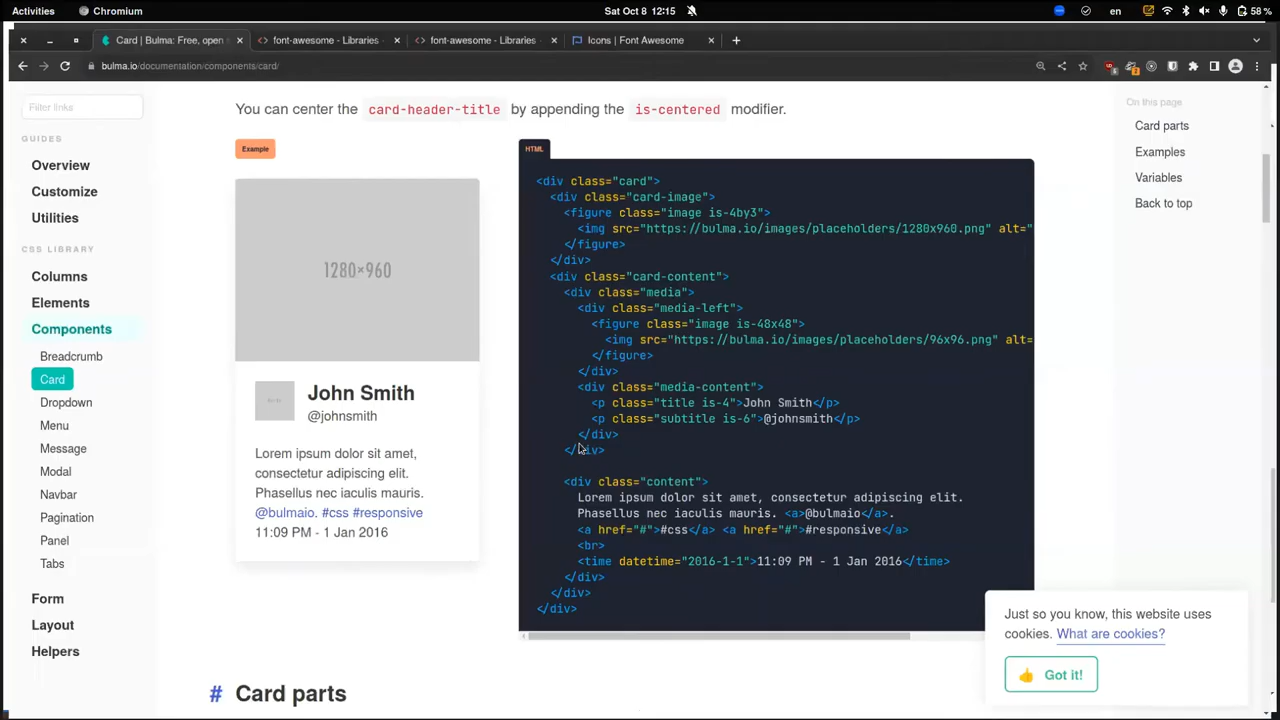 Activities
Chromium
Sat Oct 8 12:15
en
58 %
Card | Bulma: Free, open s
font-awesome - Libraries -
font-awesome - Libraries -
Icons | Font Awesome
bulma.io/documentation/components/card/
Filter links
GUIDES
Overview
Customize
Utilities
CSS LIBRARY
Columns
Elements
Components
Breadcrumb
Card
Dropdown
Menu
Message
Modal
Navbar
Pagination
Panel
Tabs
Form
Layout
Helpers
You can center the card-header-title by appending the is-centered modifier.
Example
1280×960
John Smith
@johnsmith
Lorem ipsum dolor sit amet,
consectetur adipiscing elit.
Phasellus nec iaculis mauris.
@bulmaio. #css #responsive
11:09 PM - 1 Jan 2016
HTML
<div class="card">
<div class="card-image">
<figure class="image is-4by3">
<img src="https://bulma.io/images/placeholders/1280x960.png" alt="
</figure>
</div>
<div class="card-content">
<div class="media">
<div class="media-left">
<figure class="image is-48x48">
<img src="https://bulma.io/images/placeholders/96x96.png" alt=
</figure>
</div>
<div class="media-content">
<p class="title is-4">John Smith</p>
<p class="subtitle is-6">@johnsmith</p>
</div>
</div>
<div class="content">
Lorem ipsum dolor sit amet, consectetur adipiscing elit.
Phasellus nec iaculis mauris. <a>@bulmaio</a>.
<a href="#">#css</a> <a href="#">#responsive</a>
<br>
<time datetime="2016-1-1">11:09 PM - 1 Jan 2016</time>
</div>
</div>
</div>
# Card parts
On this page
Card parts
Examples
Variables
Back to top
Just so you know, this website uses
cookies. What are cookies?
Got it!